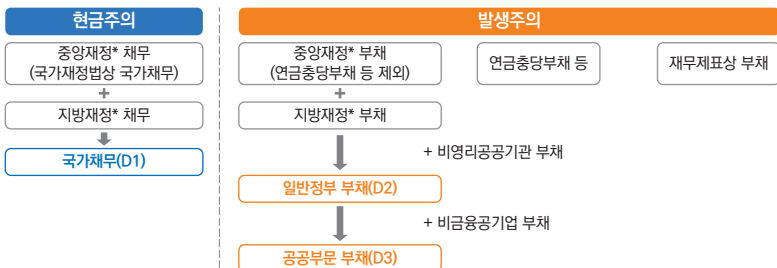 현금주의
중앙재정* 채무
(국가재정법상 국가채무)
+
지방재정* 채무
국가채무(D1)
발생주의
중앙재정* 부채
(연금충당부채 등 제외)
연금충당부채 등
재무제표상 부채
+
지방재정* 부채
+ 비영리공공기관 부채
일반정부 부채(D2)
+ 비금융공기업 부채
공공부문 부채(D3)